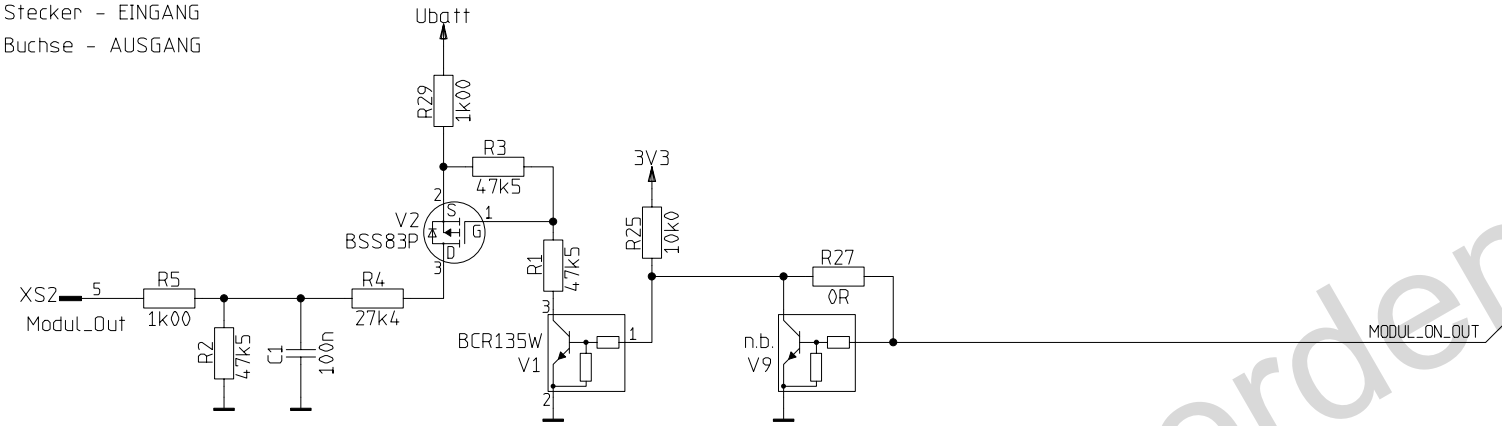 Stecker - EINGANG
Buchse - AUSGANG
Ubatt
R29
1k00
R3
47k5
3V3
2
S
1
V2
BSS83P
G
D
3
R25
10k0
R1
47k5
R27
0R
XS2
5
R5
1k00
Modul_Out
R4
27k4
3
BCR135W
V1
1
2
n.b.
V9
MODUL_ON_OUT
R2
47k5
C1
100n